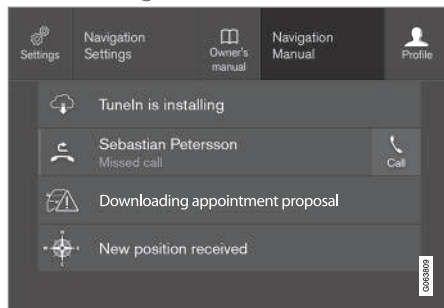 Settings
Navigation
Settings
Owner's
manual
Navigation
Manual
Profile
TuneIn is installing
Sebastian Petersson
Missed call
Call
Downloading appointment proposal
New position received
G063809